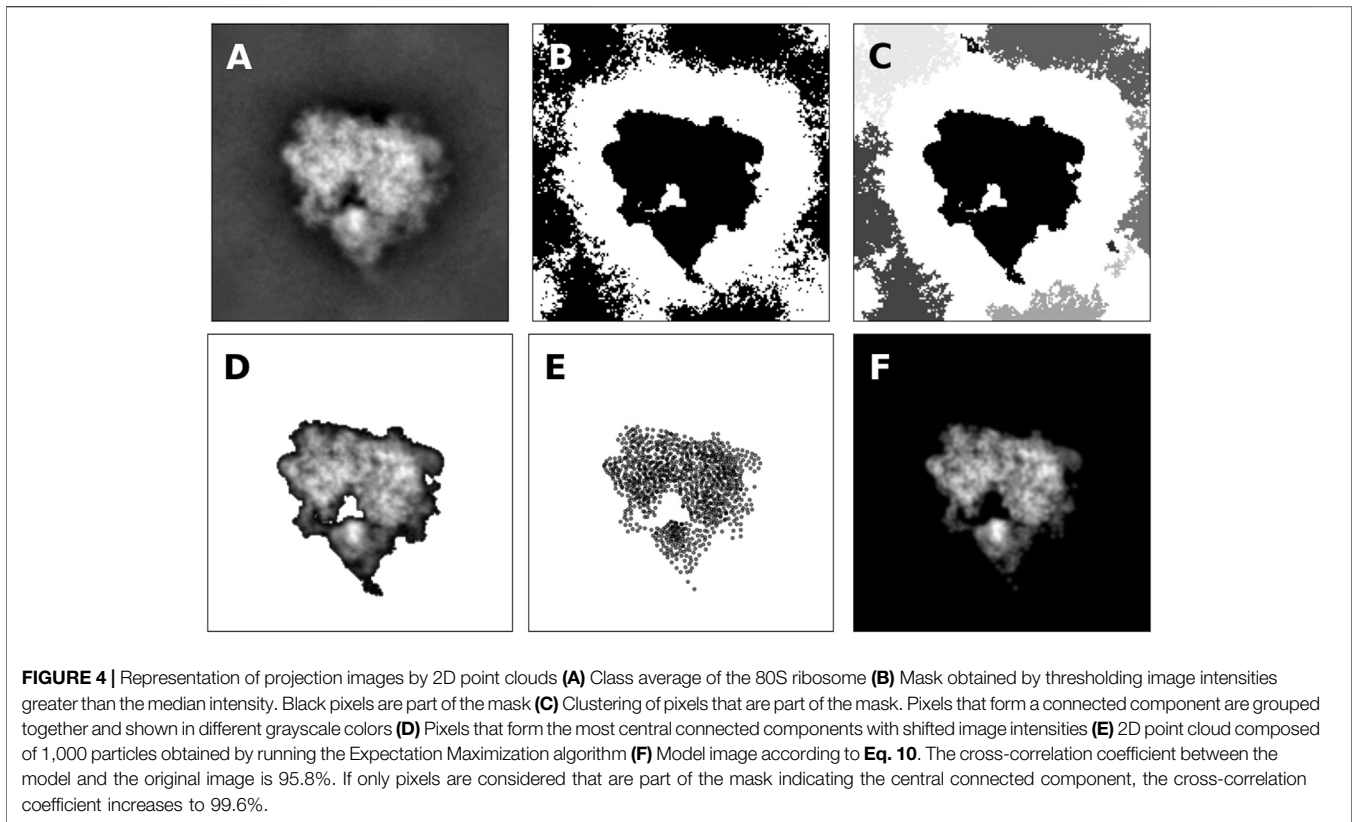 A
B
C
D
E
F
FIGURE 4 | Representation of projection images by 2D point clouds (A) Class average of the 80S ribosome (B) Mask obtained by thresholding image intensities
greater than the median intensity. Black pixels are part of the mask (C) Clustering of pixels that are part of the mask. Pixels that form a connected component are grouped
together and shown in different grayscale colors (D) Pixels that form the most central connected components with shifted image intensities (E) 2D point cloud composed
of 1,000 particles obtained by running the Expectation Maximization algorithm (F) Model image according to Eq. 10. The cross-correlation coefficient between the
model and the original image is 95.8%. If only pixels are considered that are part of the mask indicating the central connected component, the cross-correlation
coefficient increases to 99.6%.